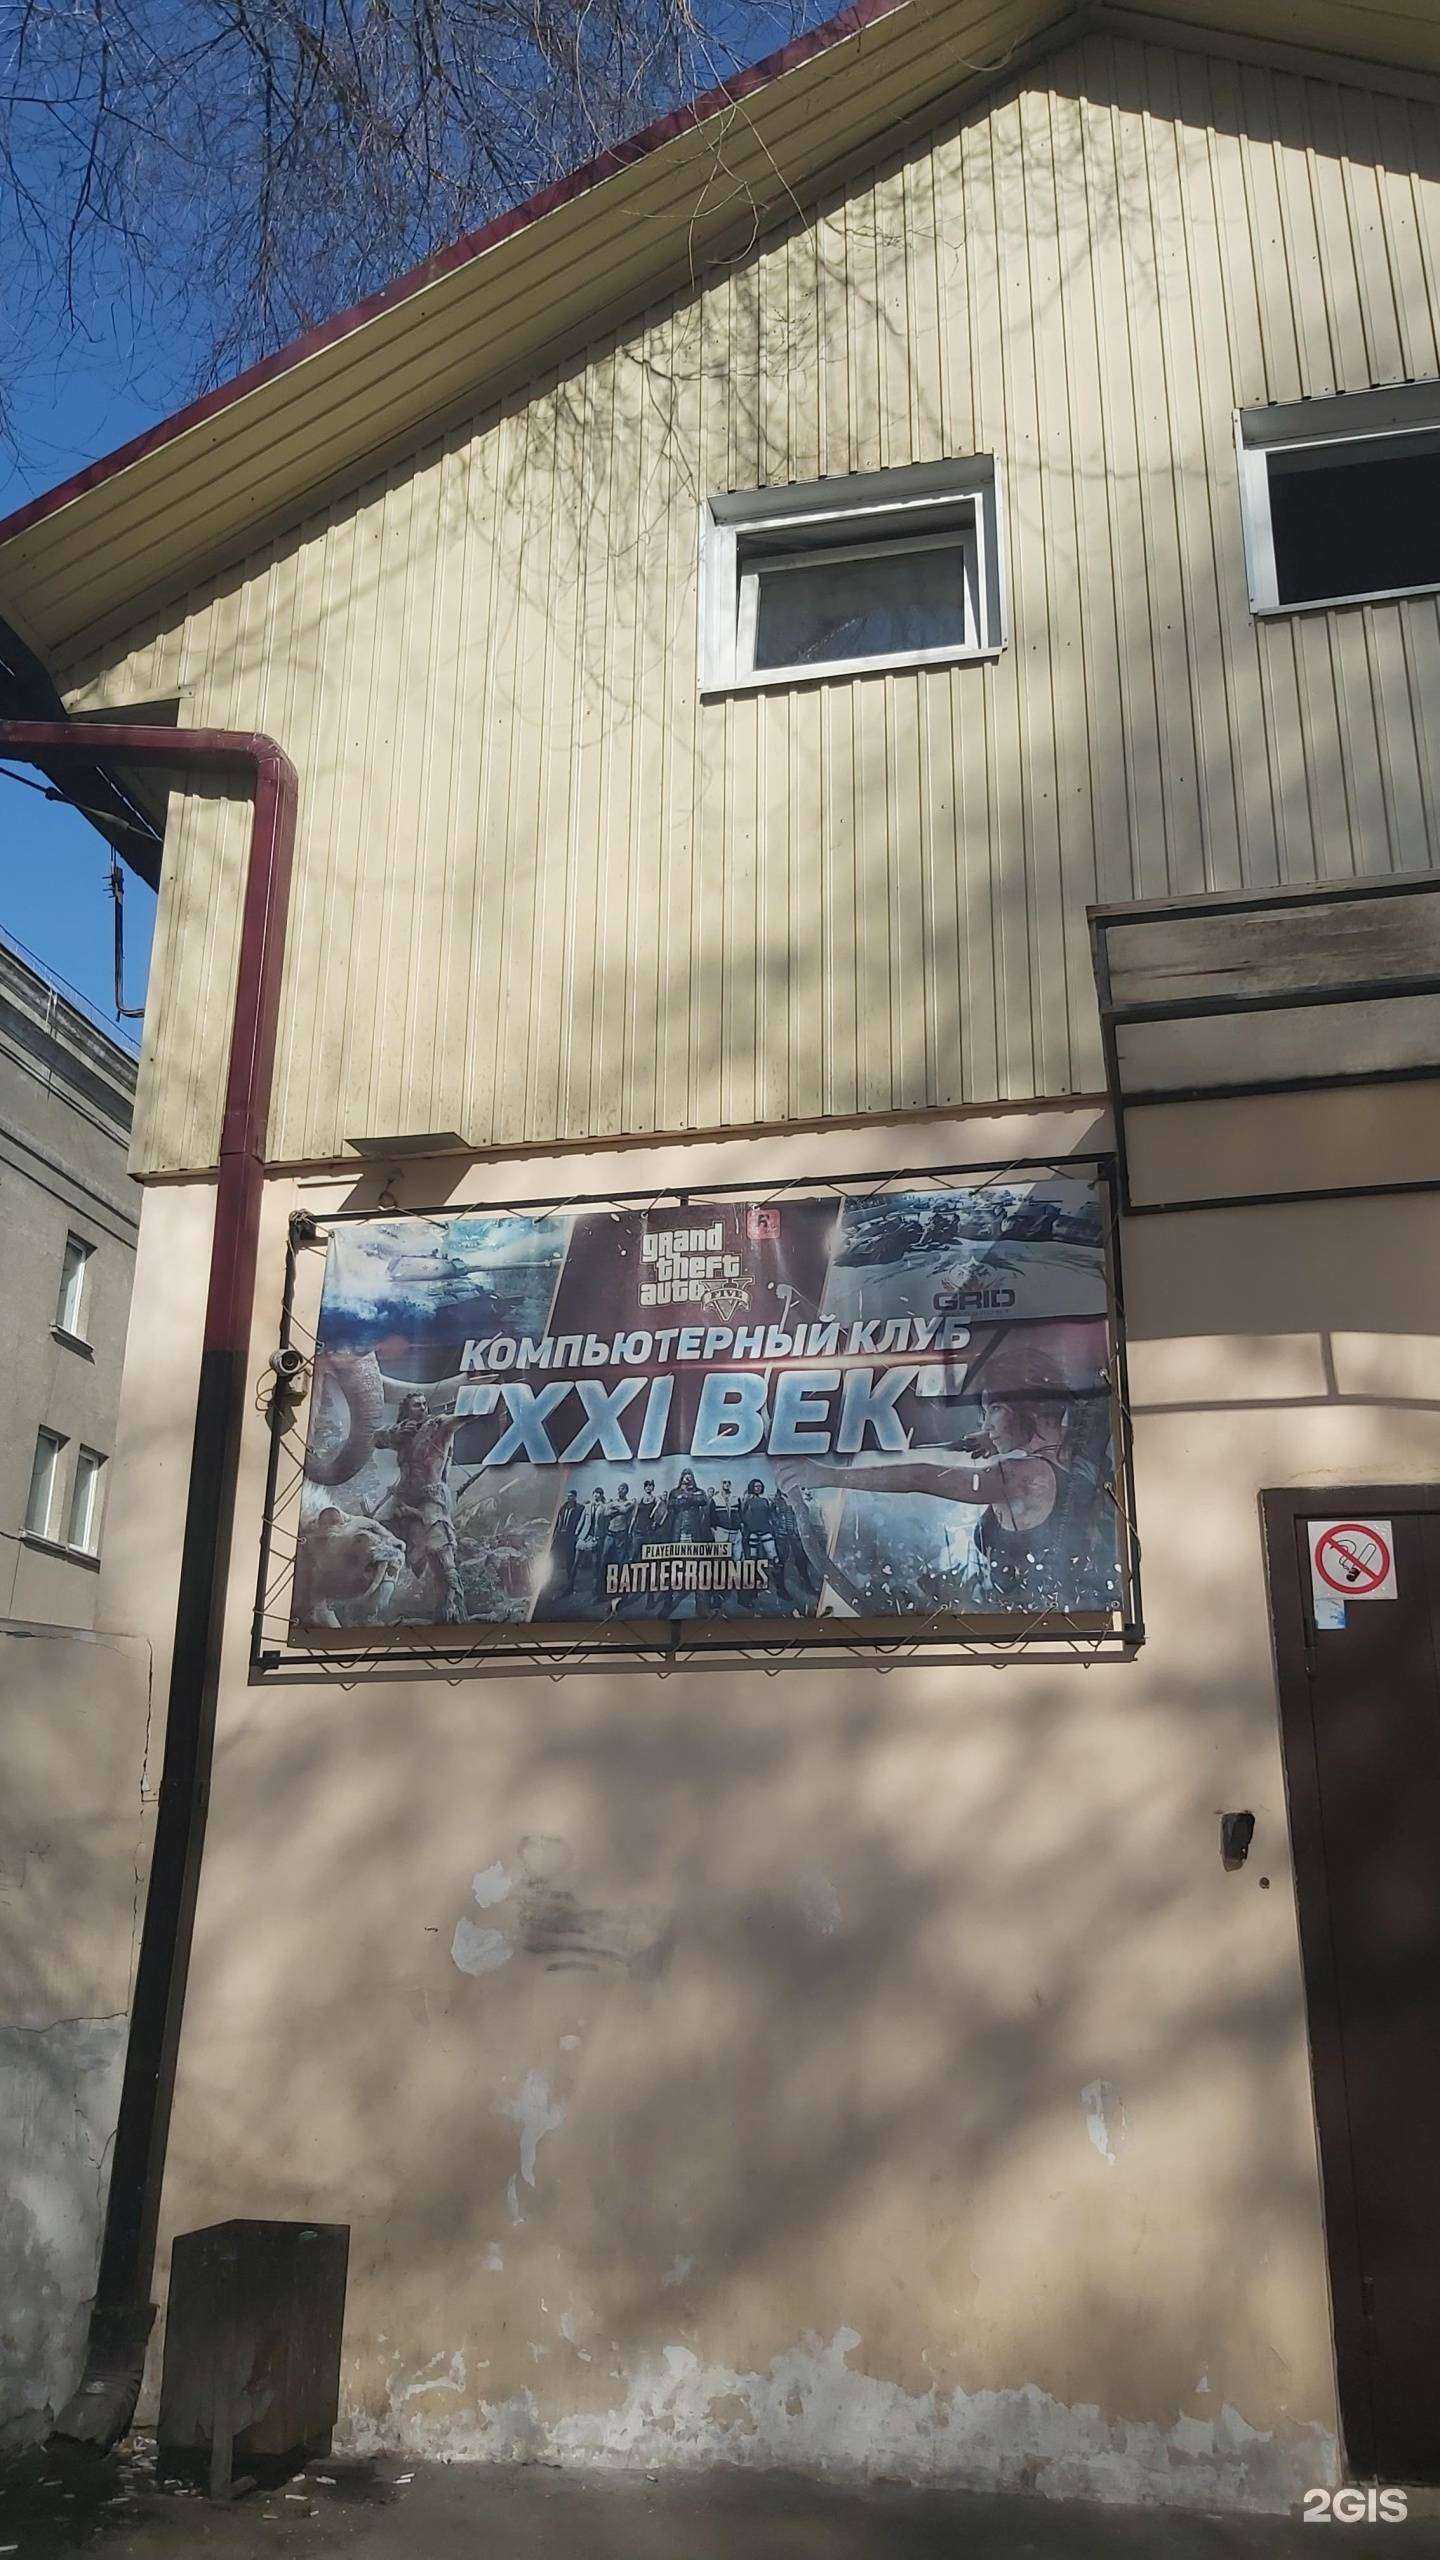 grand
theft
auto
FIVE
R
GRID
КОМПЬЮТЕРНЫЙ КЛУБ
"XXI ВЕК"
PLAYERUNKNOWN'S
BATTLEGROUNDS
2GIS